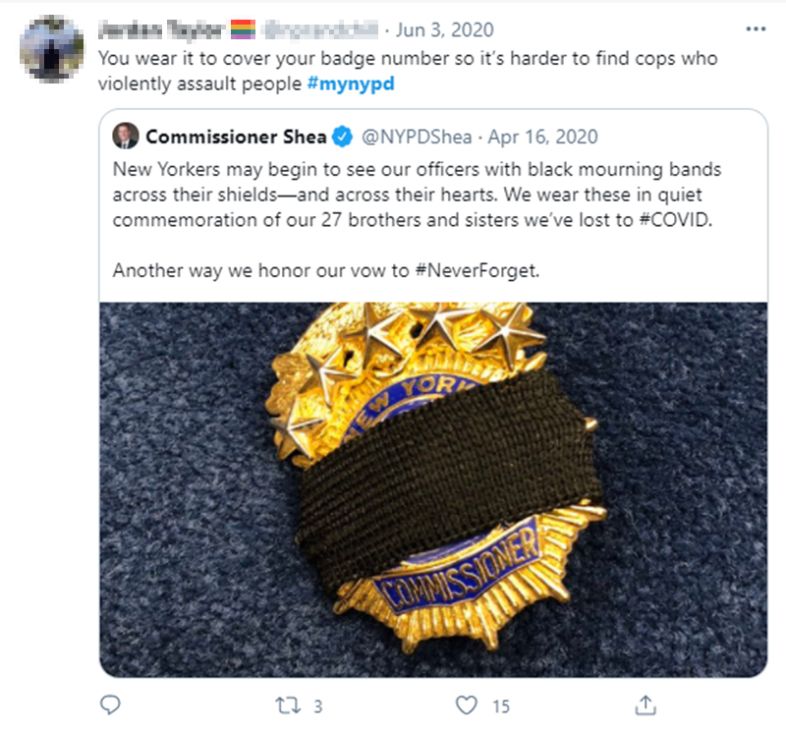 · Jun 3, 2020
You wear it to cover your badge number so it's harder to find cops who
violently assault people #mynypd
Commissioner Shea @NYPDShea · Apr 16, 2020
New Yorkers may begin to see our officers with black mourning bands
across their shields—and across their hearts. We wear these in quiet
commemoration of our 27 brothers and sisters we've lost to #COVID.
Another way we honor our vow to #NeverForget.
NEW YORK
COMMISSIONER
3
15